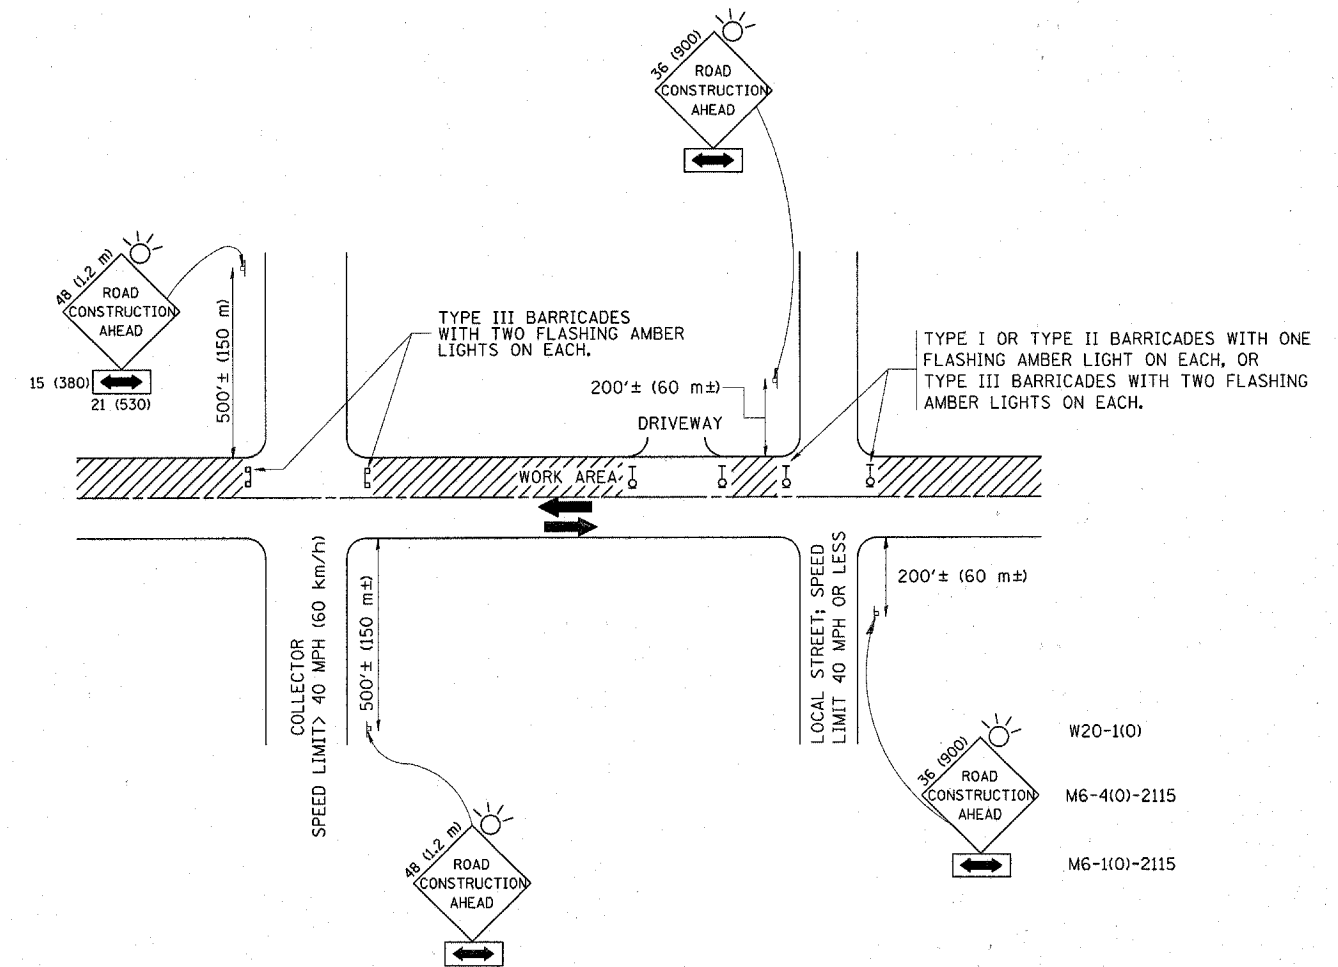 36 (900)
ROAD
CONSTRUCTION
AHEAD
48 (1.2 m)
ROAD
CONSTRUCTION
AHEAD
15 (380)
21 (530)
500'± (150 m)
TYPE III BARRICADES
WITH TWO FLASHING AMBER
LIGHTS ON EACH.
TYPE I OR TYPE II BARRICADES WITH ONE
FLASHING AMBER LIGHT ON EACH, OR
TYPE III BARRICADES WITH TWO FLASHING
AMBER LIGHTS ON EACH.
200'± (60 m±)
DRIVEWAY
WORK AREA
COLLECTOR
SPEED LIMIT> 40 MPH (60 km/h)
500'± (150 m±)
LOCAL STREET; SPEED
LIMIT 40 MPH OR LESS
200'± (60 m±)
48 (1.2 m)
ROAD
CONSTRUCTION
AHEAD
36 (900)
ROAD
CONSTRUCTION
AHEAD
W20-1(O)
M6-4(O)-2115
M6-1(O)-2115